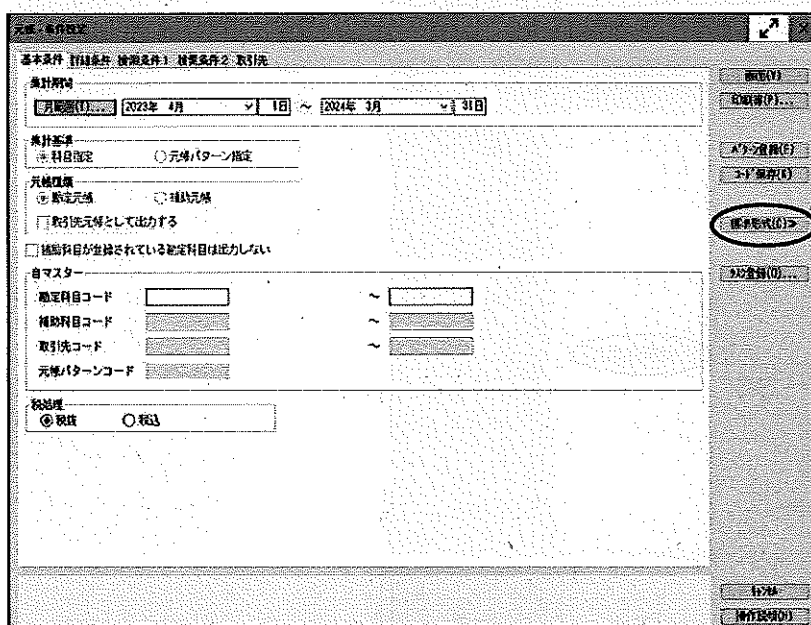 元帳・条件設定
基本条件 詳細条件 検索条件1 検索条件2 取引先
集計期間
月範囲(T)... 2023年 4月 1日 ～ 2024年 3月 31日
集計基準
科目指定 元帳パターン指定
元帳種類
勘定元帳 補助元帳
取引先元帳として出力する
補助科目が登録されている勘定科目は出力しない
自マスター
勘定科目コード ～
補助科目コード ～
取引先コード ～
元帳パターンコード
税処理
税抜 税込
画面(V)
印刷等(P)...
パターン登録(E)
コード保存(K)
標準形式(G)>
キャンセル
操作説明(H)